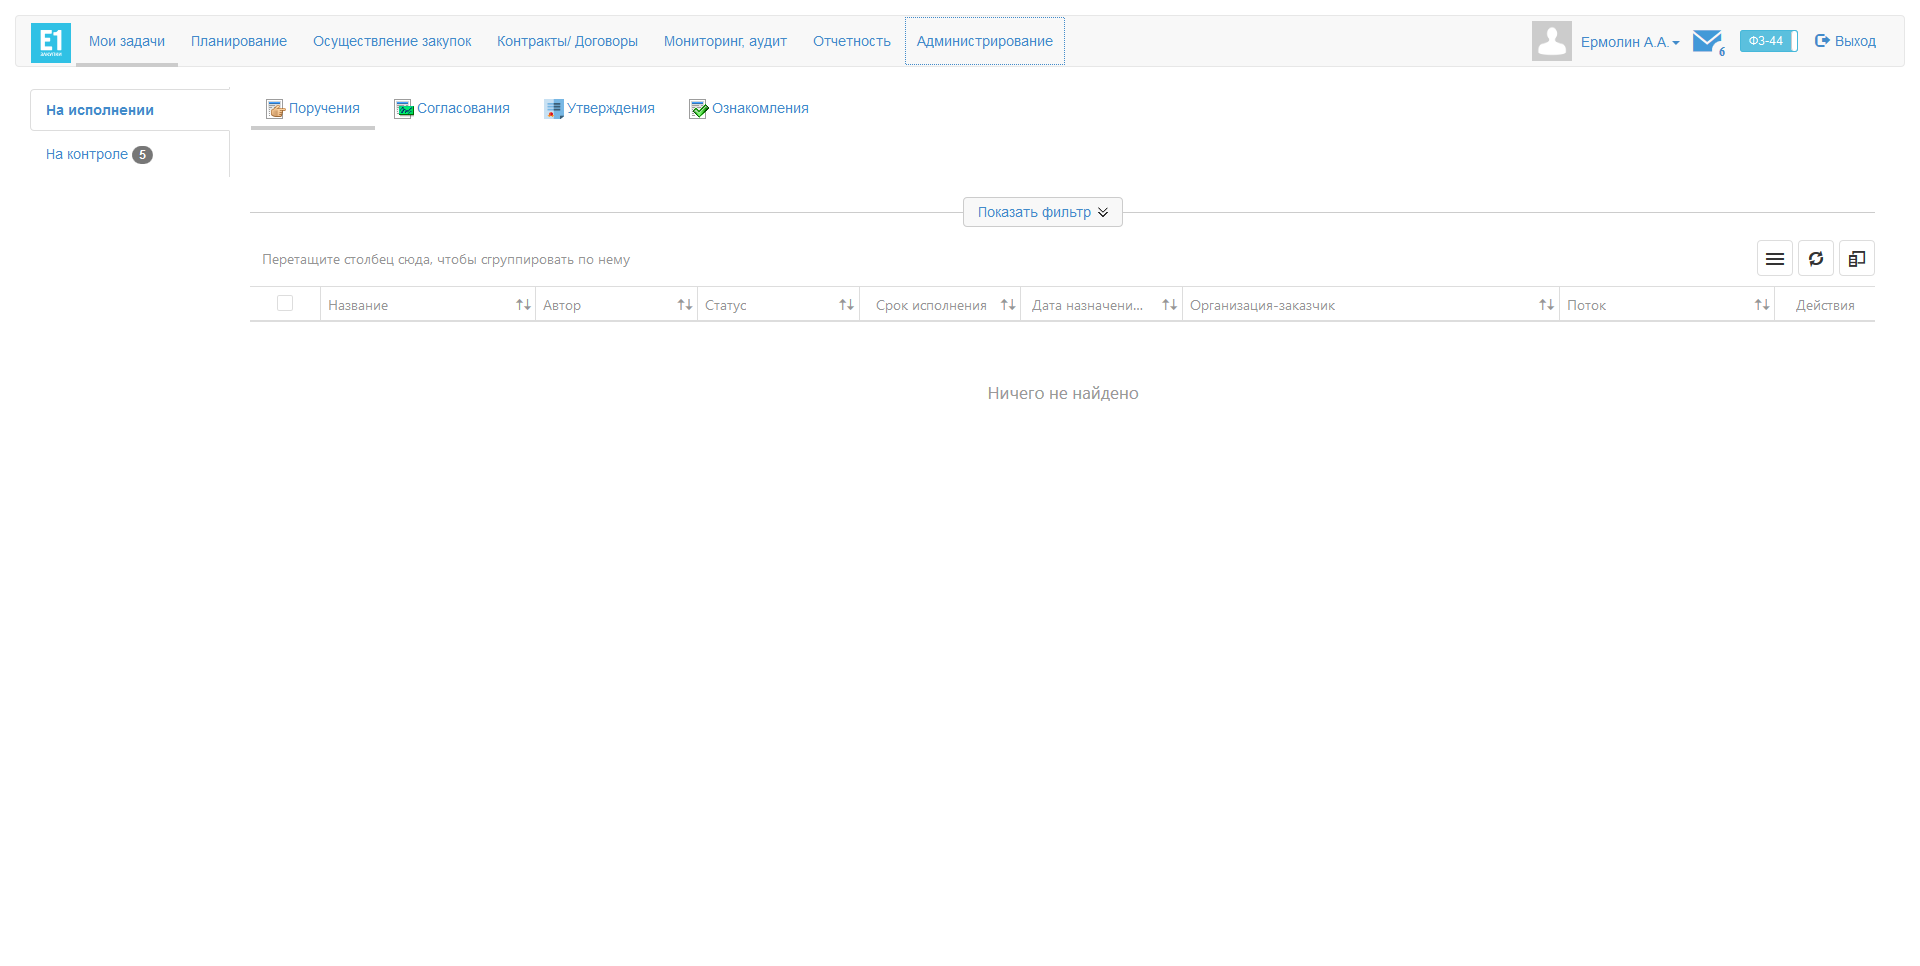 E1 ЗАКУПКИ
Мои задачи Планирование Осуществление закупок Контракты/ Договоры Мониторинг, аудит Отчетность Администрирование Ермолин А.А. 6 ФЗ-44 Выход
На исполнении
На контроле 5
Поручения Согласования Утверждения Ознакомления
Показать фильтр
Перетащите столбец сюда, чтобы сгруппировать по нему
Название Автор Статус Срок исполнения Дата назначени... Организация-заказчик Поток Действия
Ничего не найдено